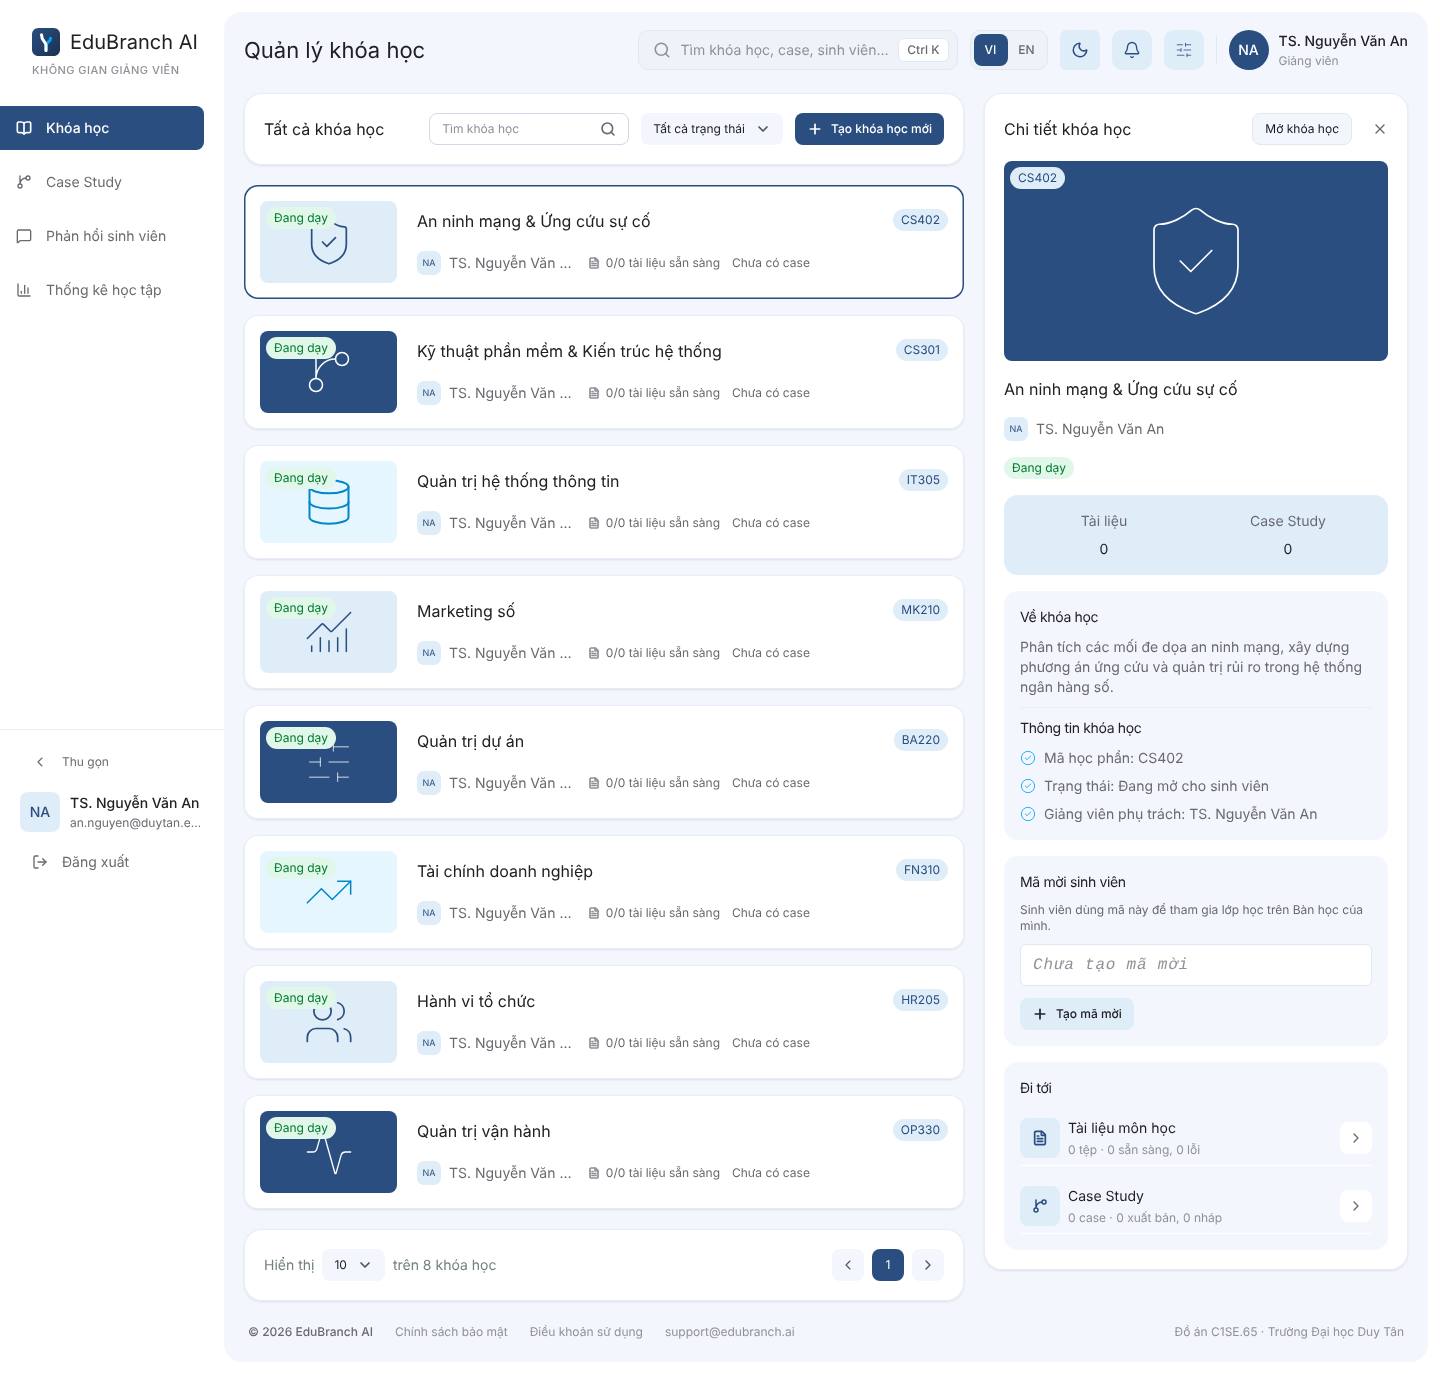 EduBranch AI
KHÔNG GIAN GIẢNG VIÊN
Khóa học
Case Study
Phản hồi sinh viên
Thống kê học tập
Thu gọn
NA
TS. Nguyễn Văn An
an.nguyen@duytan.e...
Đăng xuất
Quản lý khóa học
Tìm khóa học, case, sinh viên... Ctrl K
VI EN
NA
TS. Nguyễn Văn An
Giảng viên
Tất cả khóa học
Tìm khóa học
Tất cả trạng thái
Tạo khóa học mới
Đang dạy
An ninh mạng & Ứng cứu sự cố
CS402
NA TS. Nguyễn Văn ... 0/0 tài liệu sẵn sàng Chưa có case
Đang dạy
Kỹ thuật phần mềm & Kiến trúc hệ thống
CS301
NA TS. Nguyễn Văn ... 0/0 tài liệu sẵn sàng Chưa có case
Đang dạy
Quản trị hệ thống thông tin
IT305
NA TS. Nguyễn Văn ... 0/0 tài liệu sẵn sàng Chưa có case
Đang dạy
Marketing số
MK210
NA TS. Nguyễn Văn ... 0/0 tài liệu sẵn sàng Chưa có case
Đang dạy
Quản trị dự án
BA220
NA TS. Nguyễn Văn ... 0/0 tài liệu sẵn sàng Chưa có case
Đang dạy
Tài chính doanh nghiệp
FN310
NA TS. Nguyễn Văn ... 0/0 tài liệu sẵn sàng Chưa có case
Đang dạy
Hành vi tổ chức
HR205
NA TS. Nguyễn Văn ... 0/0 tài liệu sẵn sàng Chưa có case
Đang dạy
Quản trị vận hành
OP330
NA TS. Nguyễn Văn ... 0/0 tài liệu sẵn sàng Chưa có case
Hiển thị 10 trên 8 khóa học
1
Chi tiết khóa học
Mở khóa học
CS402
An ninh mạng & Ứng cứu sự cố
NA TS. Nguyễn Văn An
Đang dạy
Tài liệu Case Study
0 0
Về khóa học
Phân tích các mối đe dọa an ninh mạng, xây dựng
phương án ứng cứu và quản trị rủi ro trong hệ thống
ngân hàng số.
Thông tin khóa học
Mã học phần: CS402
Trạng thái: Đang mở cho sinh viên
Giảng viên phụ trách: TS. Nguyễn Văn An
Mã mời sinh viên
Sinh viên dùng mã này để tham gia lớp học trên Bàn học của
mình.
Chưa tạo mã mời
Tạo mã mời
Đi tới
Tài liệu môn học
0 tệp · 0 sẵn sàng, 0 lỗi
Case Study
0 case · 0 xuất bản, 0 nháp
© 2026 EduBranch AI Chính sách bảo mật Điều khoản sử dụng support@edubranch.ai
Đồ án C1SE.65 · Trường Đại học Duy Tân